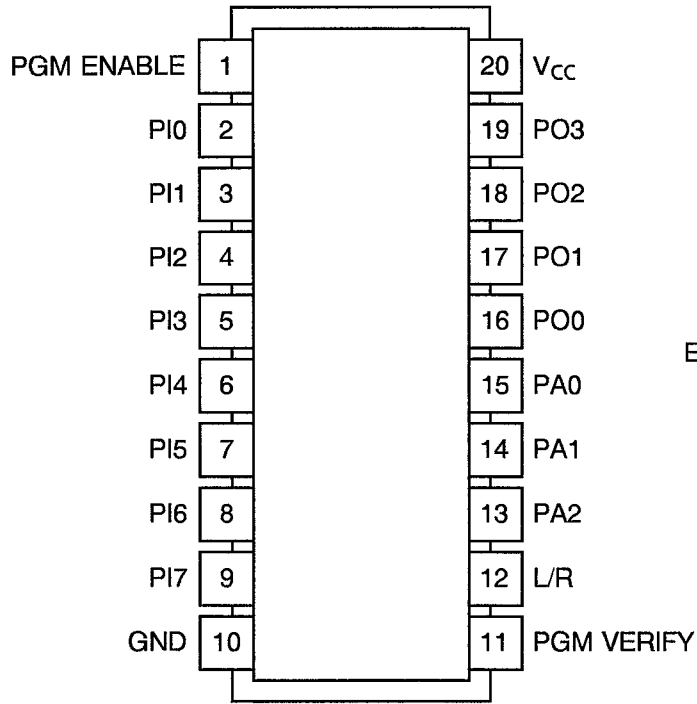 PGM ENABLE 1 20 VCC
PI0 2 19 PO3
PI1 3 18 PO2
PI2 4 17 PO1
PI3 5 16 PO0
E
PI4 6 15 PA0
PI5 7 14 PA1
PI6 8 13 PA2
PI7 9 12 L/R
GND 10 11 PGM VERIFY